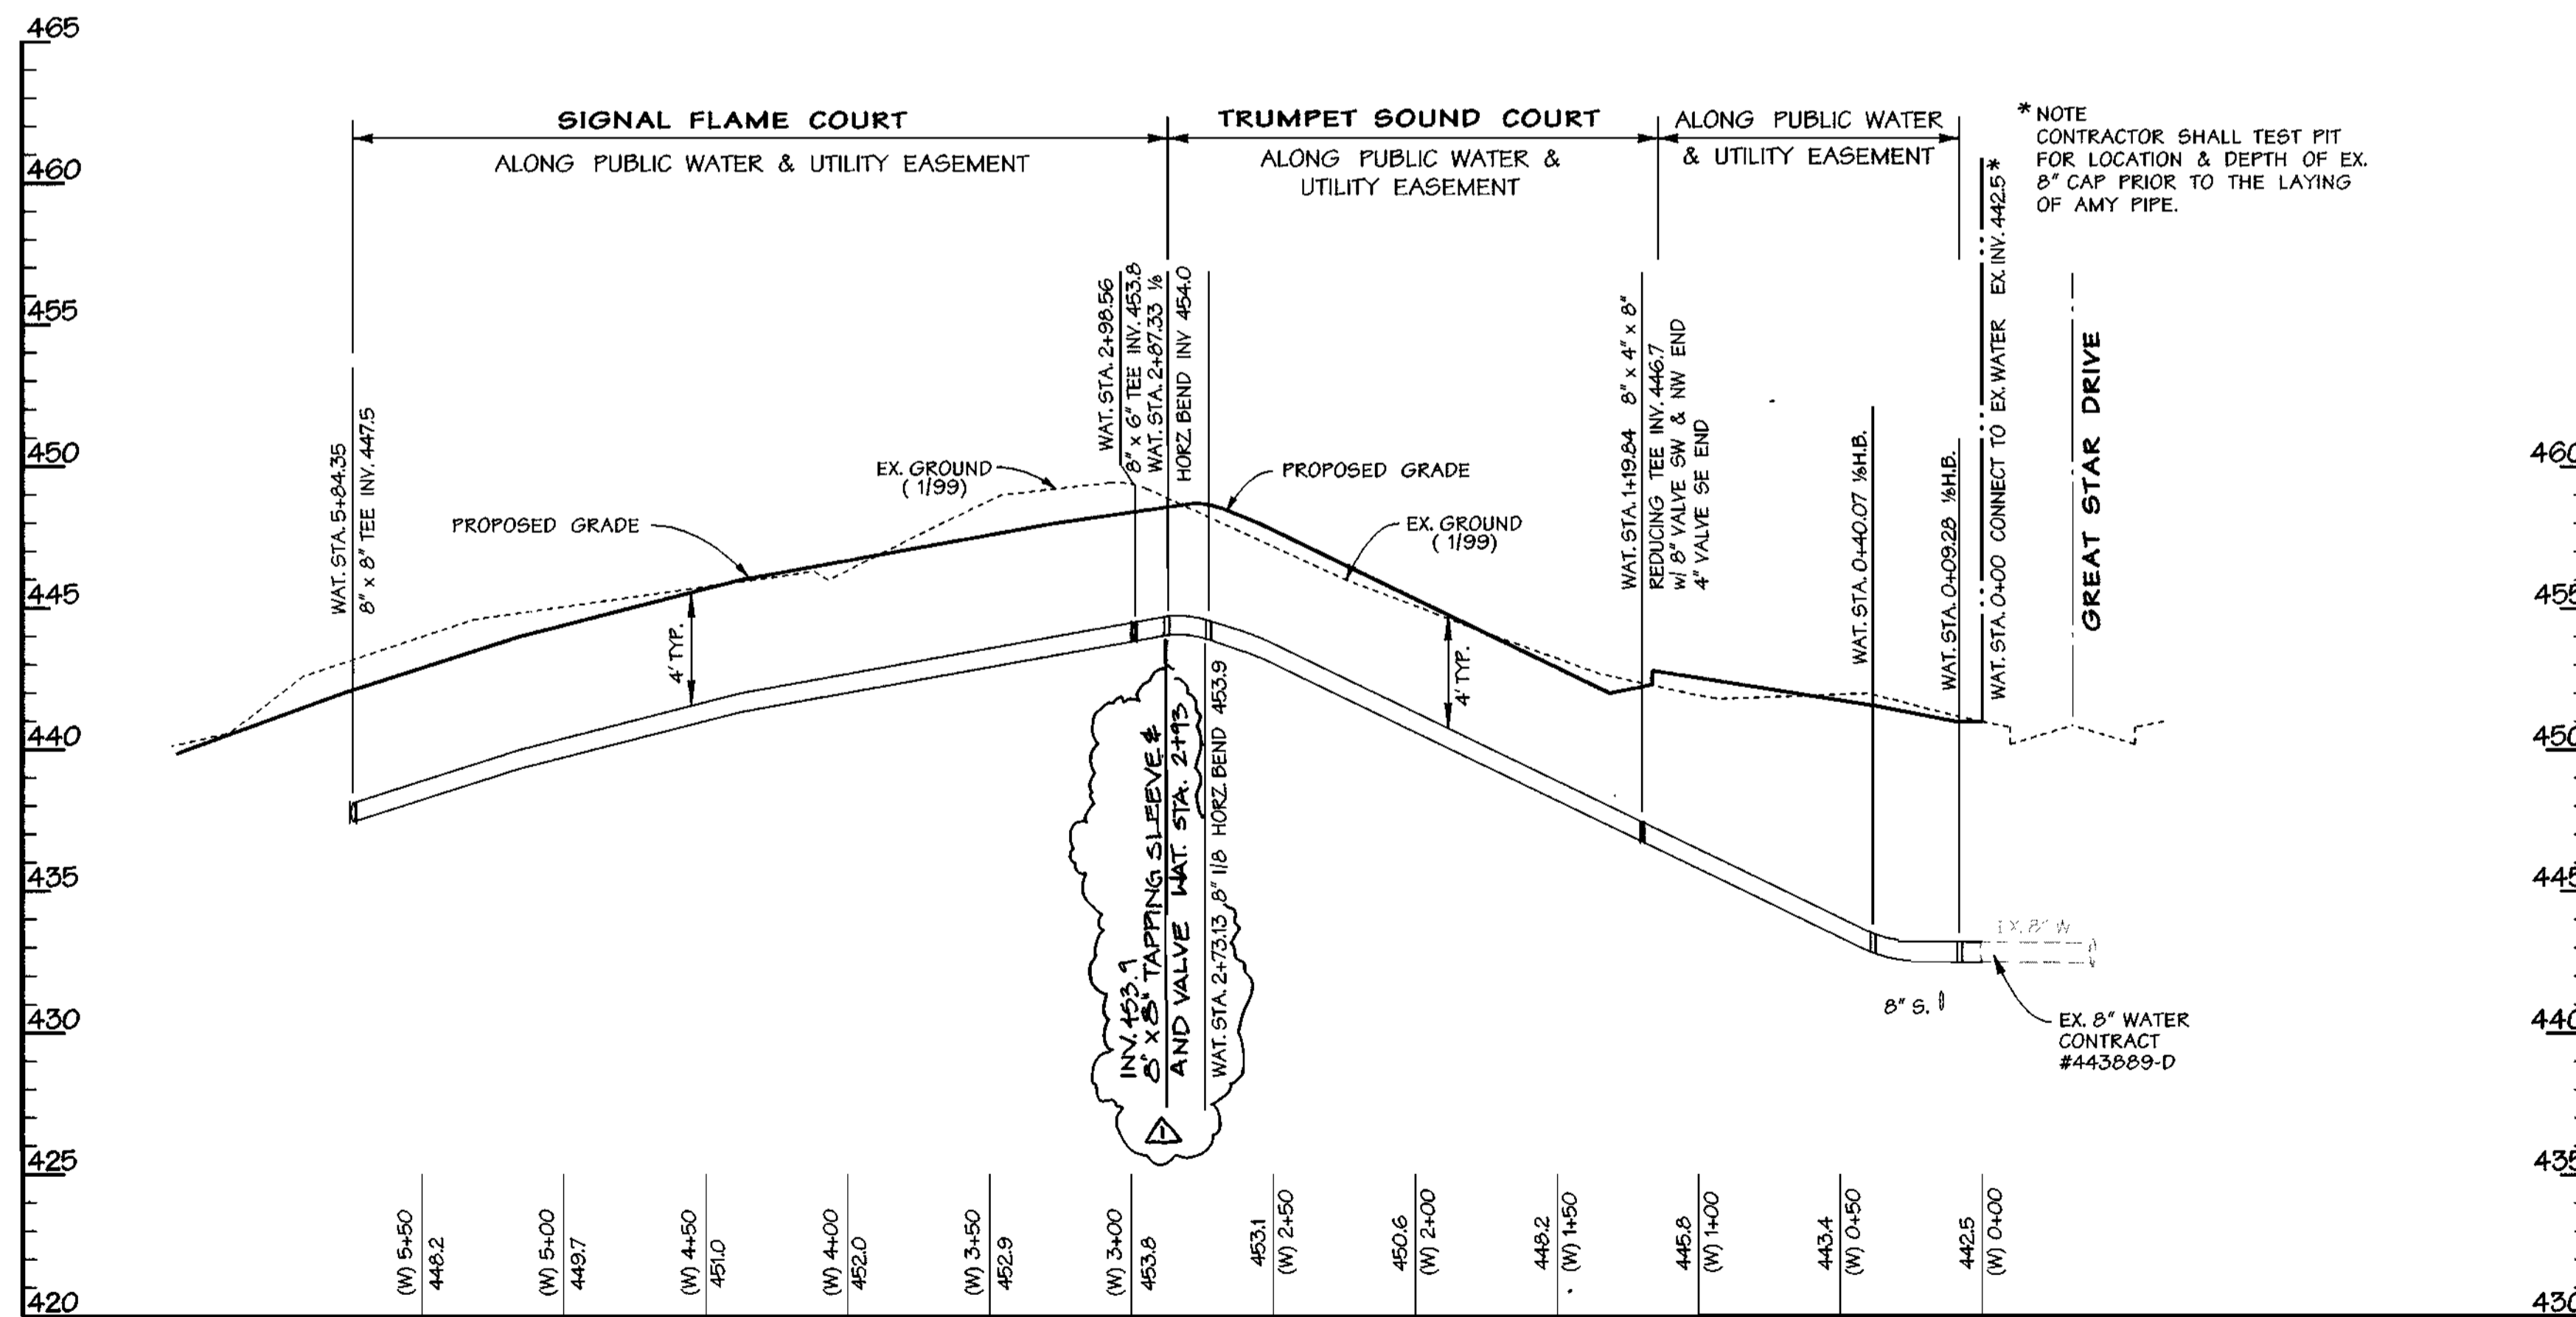 465
460
455
450
445
440
435
430
425
420
SIGNAL FLAME COURT
ALONG PUBLIC WATER & UTILITY EASEMENT
TRUMPET SOUND COURT
ALONG PUBLIC WATER &
UTILITY EASEMENT
ALONG PUBLIC WATER
& UTILITY EASEMENT
* NOTE
CONTRACTOR SHALL TEST PIT
FOR LOCATION & DEPTH OF EX.
8" CAP PRIOR TO THE LAYING
OF AMY PIPE.
WAT. STA. 5+84.35
8" x 8" TEE INV. 447.5
PROPOSED GRADE
EX. GROUND
( 1/99)
4' TYP.
WAT. STA. 2+98.56
8" x 6" TEE INV. 453.8
WAT. STA. 2+87.33 1/8
HORZ. BEND INV 454.0
PROPOSED GRADE
EX. GROUND
( 1/99)
4' TYP.
INV. 453.9
8" x 8" TAPPING SLEEVE &
AND VALVE WAT. STA. 2+93
1
WAT. STA. 2+73.13 8" 1/8 HORZ. BEND 453.9
WAT. STA. 1+19.84 8" x 4" x 8"
REDUCING TEE INV. 446.7
W/ 8" VALVE SW & NW END
4" VALVE SE END
WAT. STA. 0+40.07 1/8 H.B.
WAT. STA. 0+09.28 1/8 H.B.
WAT. STA. 0+00 CONNECT TO EX. WATER EX. INV. 442.5 *
GREAT STAR DRIVE
EX. 8" W
8" S.
EX. 8" WATER
CONTRACT
#443889-D
(W) 5+50
448.2
(W) 5+00
449.7
(W) 4+50
451.0
(W) 4+00
452.0
(W) 3+50
452.9
(W) 3+00
453.8
453.1
(W) 2+50
450.6
(W) 2+00
448.2
(W) 1+50
445.8
(W) 1+00
443.4
(W) 0+50
442.5
(W) 0+00
460
455
450
445
440
435
430